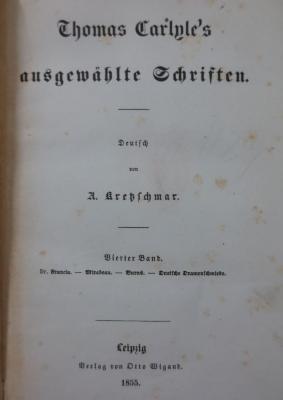 Thomas Carlyle's
ausgewählte Schriften.
Deutsch
von
A. Kretzschmar.
Vierter Band.
Dr. Francia. — Mirabeau. — Burns. — Deutsche Dramenschmiede.
Leipzig
Verlag von Otto Wigand.
1855.